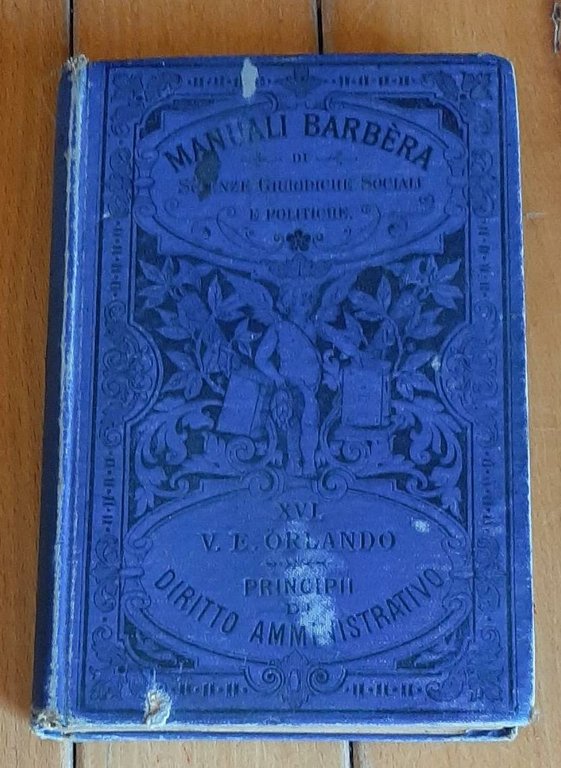 MANUALI BARBÈRA
DI
SCIENZE GIURIDICHE SOCIALI
E POLITICHE.
XVI.
V. E. ORLANDO
PRINCIPII
DI
DIRITTO AMMINISTRATIVO